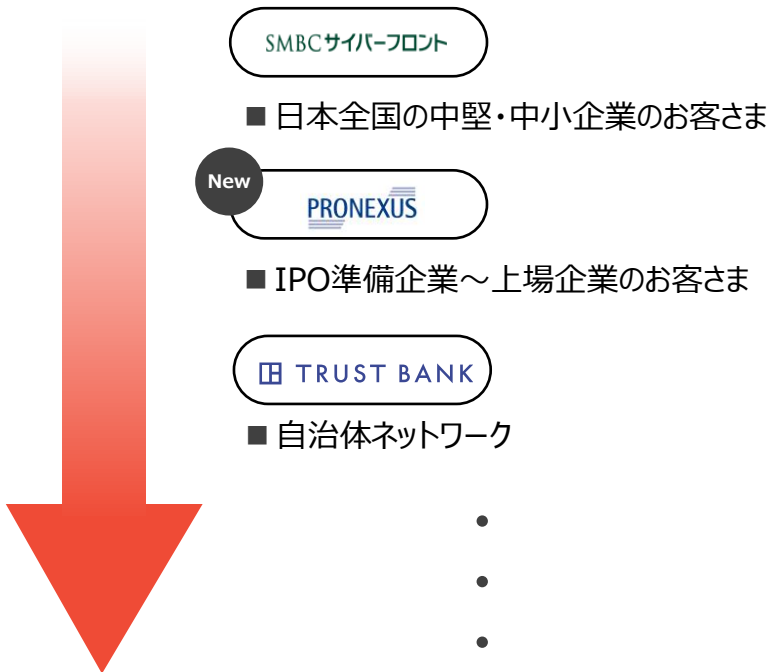 SMBCサイバーフロント
■ 日本全国の中堅・中小企業のお客さま
New
PRONEXUS
■ IPO準備企業～上場企業のお客さま
TRUST BANK
■ 自治体ネットワーク
•
•
•